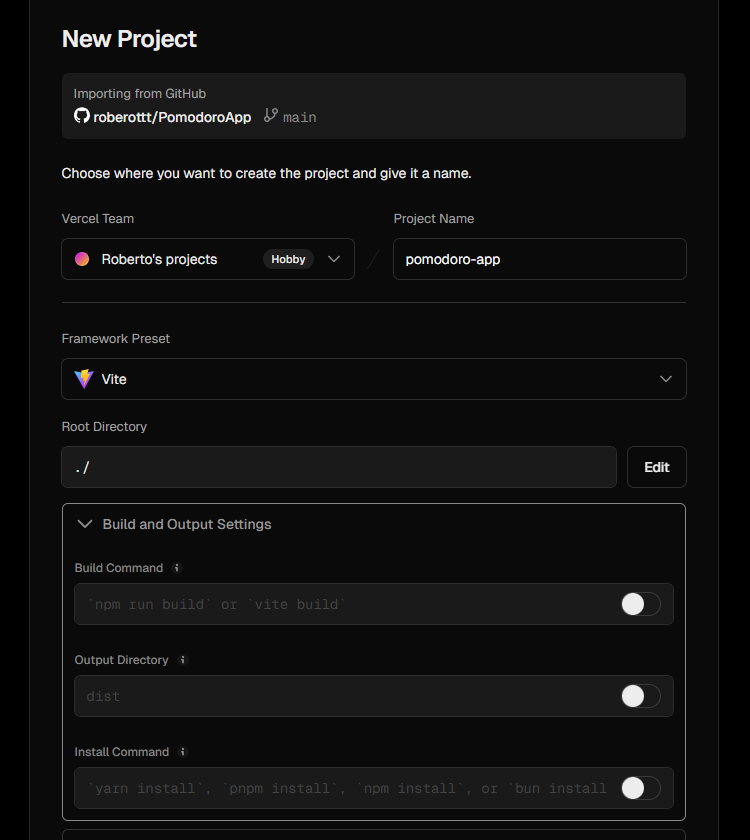 New Project
Importing from GitHub
roberottt/PomodoroApp main
Choose where you want to create the project and give it a name.
Vercel Team
Project Name
Roberto's projects Hobby
/
pomodoro-app
Framework Preset
Vite
Root Directory
./
Edit
Build and Output Settings
Build Command
`npm run build` or `vite build`
Output Directory
dist
Install Command
`yarn install`, `pnpm install`, `npm install`, or `bun install